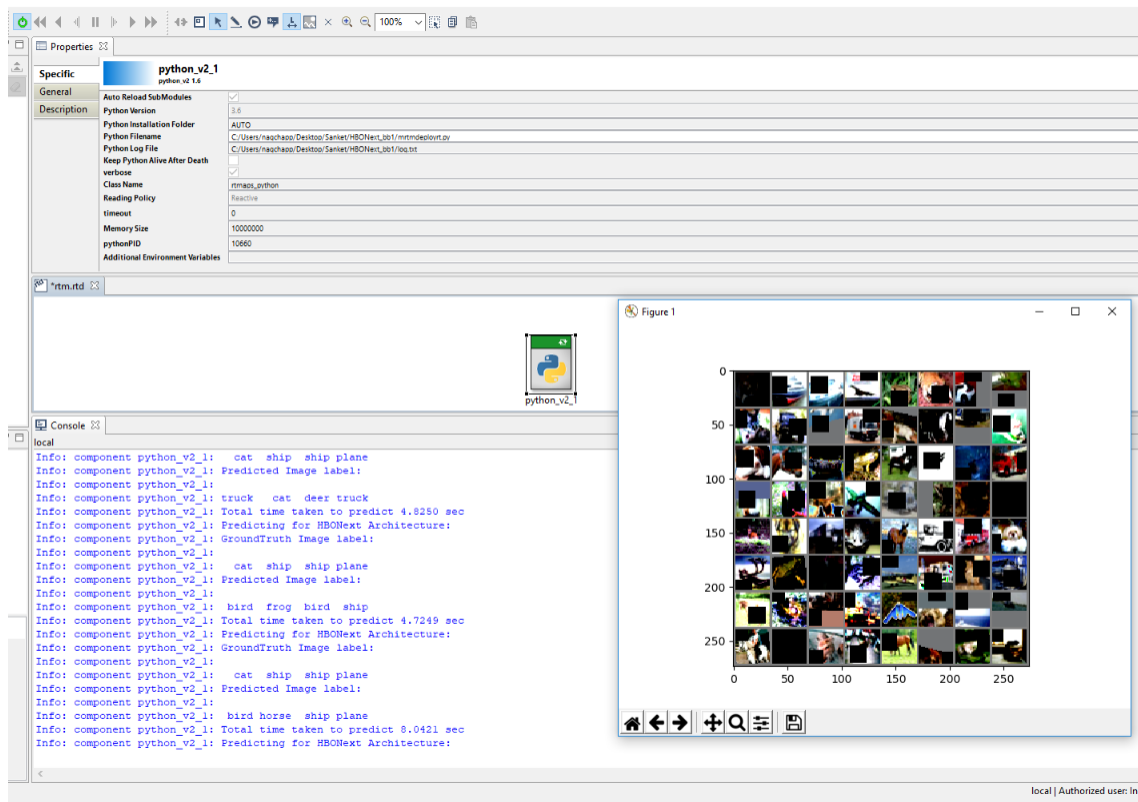 100%
Properties
Specific
General
Description
python_v2_1
python_v2 1.6
Auto Reload SubModules
Python Version 3.6
Python Installation Folder AUTO
Python Filename C:/Users/nagchapp/Desktop/Sanket/HBONext_bb1/mrtmdeployrt.py
Python Log File C:/Users/nagchapp/Desktop/Sanket/HBONext_bb1/log.txt
Keep Python Alive After Death
verbose
Class Name rtmaps_python
Reading Policy Reactive
timeout 0
Memory Size 10000000
pythonPID 10660
Additional Environment Variables
*rtm.rtd
python_v2_1
Console
local
Info: component python_v2_1: cat ship ship plane
Info: component python_v2_1: Predicted Image label:
Info: component python_v2_1:
Info: component python_v2_1: truck cat deer truck
Info: component python_v2_1: Total time taken to predict 4.8250 sec
Info: component python_v2_1: Predicting for HBONext Architecture:
Info: component python_v2_1: GroundTruth Image label:
Info: component python_v2_1:
Info: component python_v2_1: cat ship ship plane
Info: component python_v2_1: Predicted Image label:
Info: component python_v2_1:
Info: component python_v2_1: bird frog bird ship
Info: component python_v2_1: Total time taken to predict 4.7249 sec
Info: component python_v2_1: Predicting for HBONext Architecture:
Info: component python_v2_1: GroundTruth Image label:
Info: component python_v2_1:
Info: component python_v2_1: cat ship ship plane
Info: component python_v2_1: Predicted Image label:
Info: component python_v2_1:
Info: component python_v2_1: bird horse ship plane
Info: component python_v2_1: Total time taken to predict 8.0421 sec
Info: component python_v2_1: Predicting for HBONext Architecture:
Figure 1
0
50
100
150
200
250
0 50 100 150 200 250
local | Authorized user: In